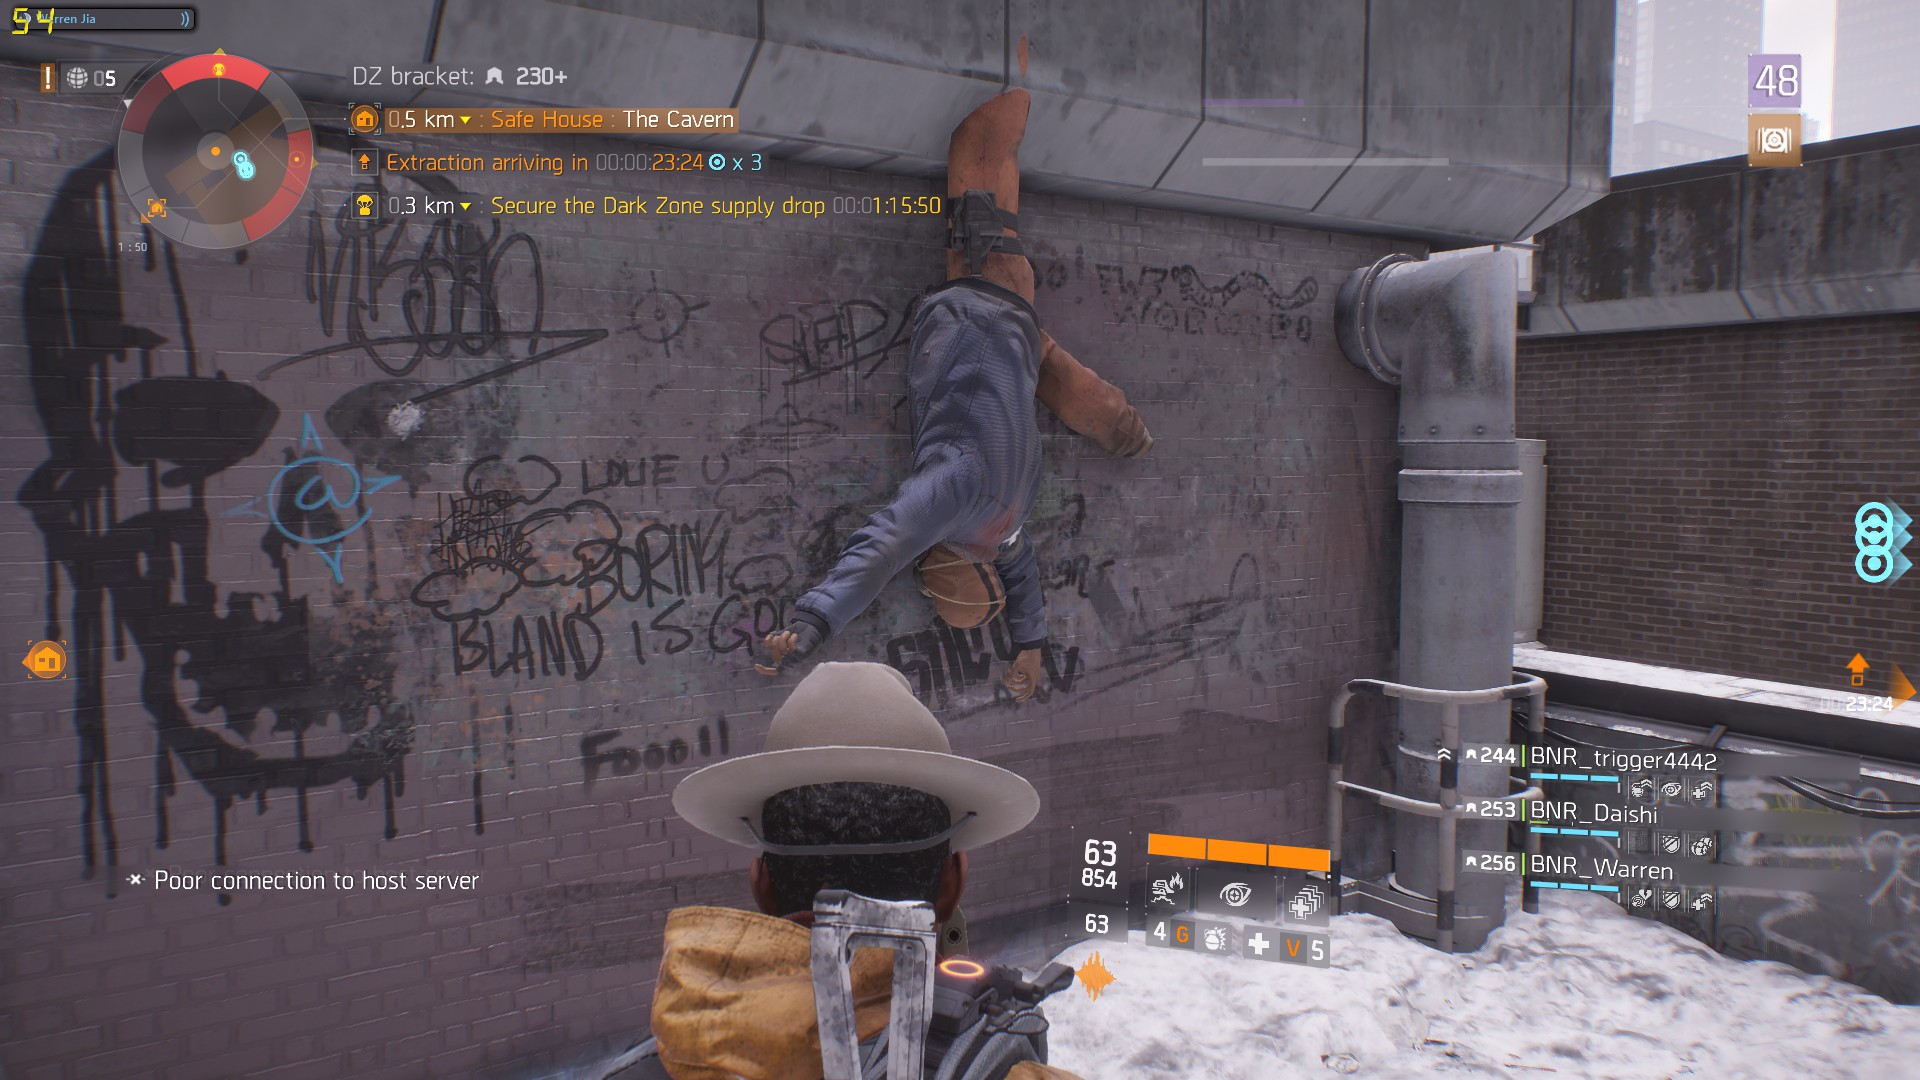 54
Warren Jia
05
DZ bracket: 230+
0.5 km : Safe House : The Cavern
Extraction arriving in 00:00:23:24 x 3
0.3 km : Secure the Dark Zone supply drop 00:01:15:50
1 : 50
48
LOVE U
BORING
ISLAND IS GOD
Fooo!!
23:24
244 BNR_trigger4442
253 BNR_Daishi
256 BNR_Warren
Poor connection to host server
63
854
63
4 G
V 5